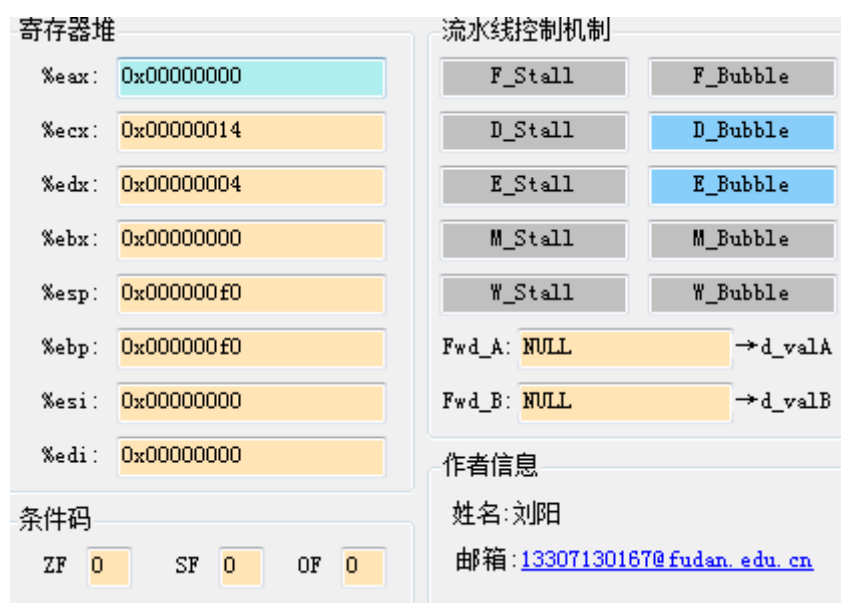 寄存器堆
%eax: 0x00000000
%ecx: 0x00000014
%edx: 0x00000004
%ebx: 0x00000000
%esp: 0x000000f0
%ebp: 0x000000f0
%esi: 0x00000000
%edi: 0x00000000
条件码
ZF 0 SF 0 OF 0
流水线控制机制
F_Stall F_Bubble
D_Stall D_Bubble
E_Stall E_Bubble
M_Stall M_Bubble
W_Stall W_Bubble
Fwd_A: NULL →d_valA
Fwd_B: NULL →d_valB
作者信息
姓名:刘阳
邮箱:13307130167@fudan.edu.cn